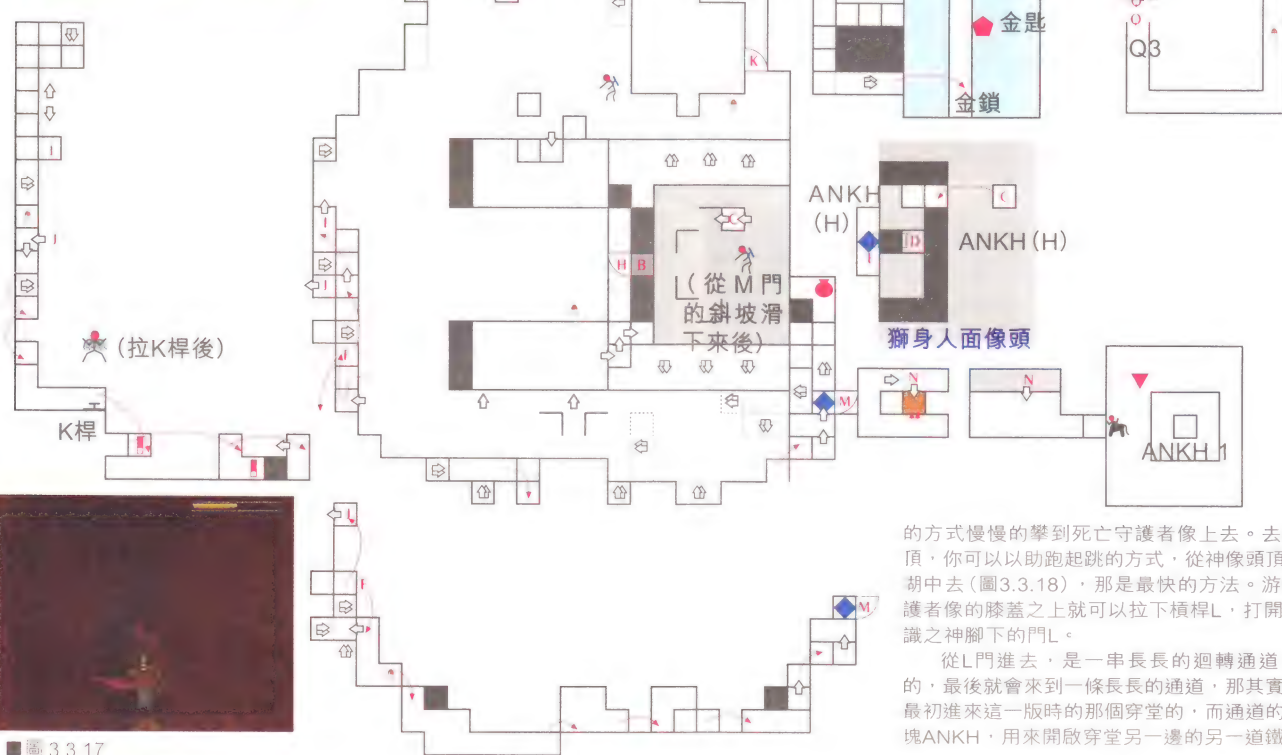 K
金匙
金鎖
Q
Q3
I
I
ANKH
(H)
C
D
ANKH(H)
獅身人面像頭
H
B
C
(從M門
的斜坡滑
下來後)
(拉K桿後)
K桿
I
I
M
N
N
ANKH 1
M
■圖3.3.17
的方式慢慢的攀到死亡守護者像上去。去
頂,你可以以助跑起跳的方式,從神像頭頂
湖中去(圖3.3.18),那是最快的方法。游
護者像的膝蓋之上就可以拉下槓桿L,打開
識之神腳下的門L。
從L門進去,是一串長長的迴轉通道
的,最後就會來到一條長長的通道,那其實
最初進來這一版時的那個穿堂的,而通道的
塊ANKH,用來開啟穿堂另一邊的另一道鐵